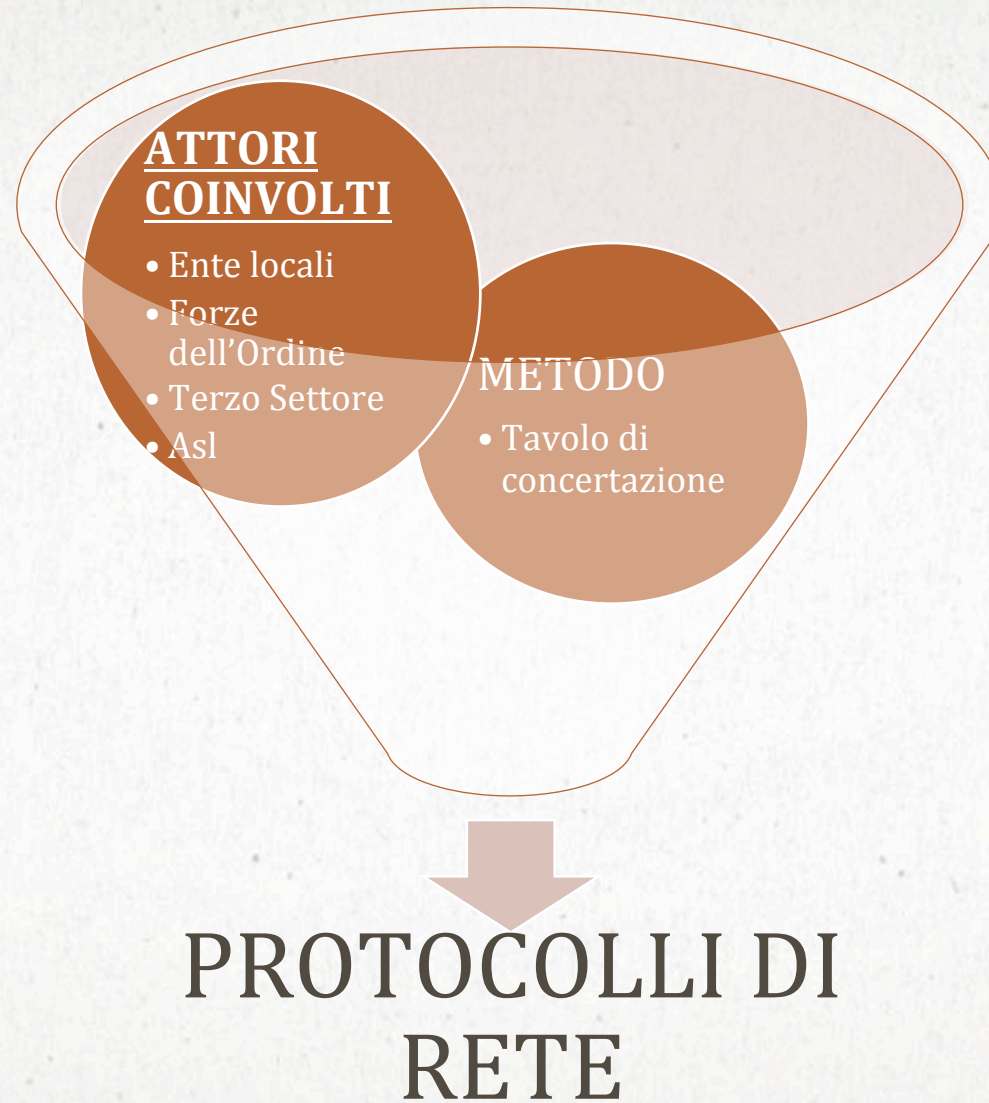 ATTORI
COINVOLTI
• Ente locali
• Forze
dell’Ordine
• Terzo Settore
• Asl
METODO
• Tavolo di
concertazione
PROTOCOLLI DI
RETE